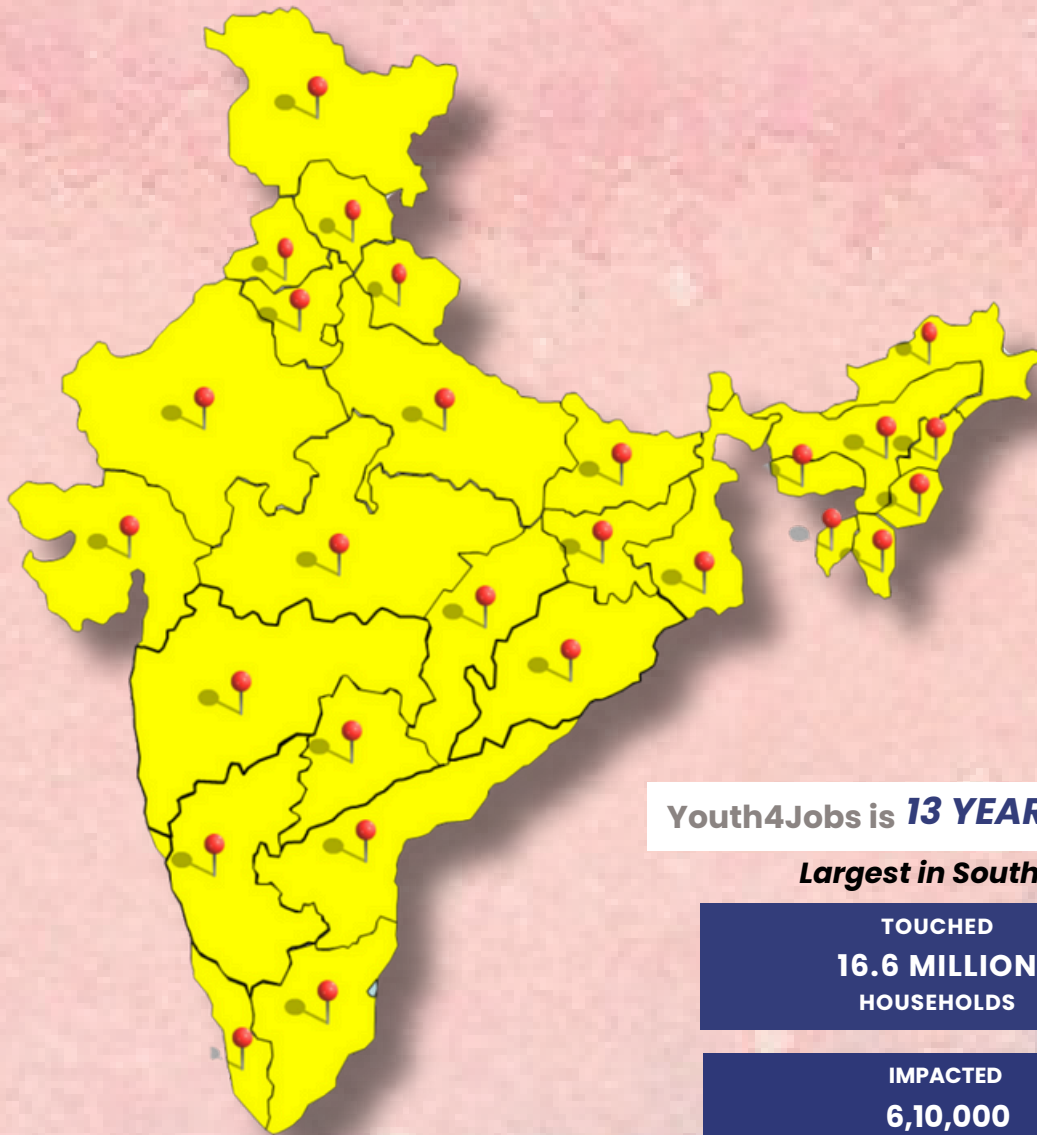 Youth4Jobs is 13 YEAR
Largest in South
TOUCHED
16.6 MILLION
HOUSEHOLDS
IMPACTED
6,10,000